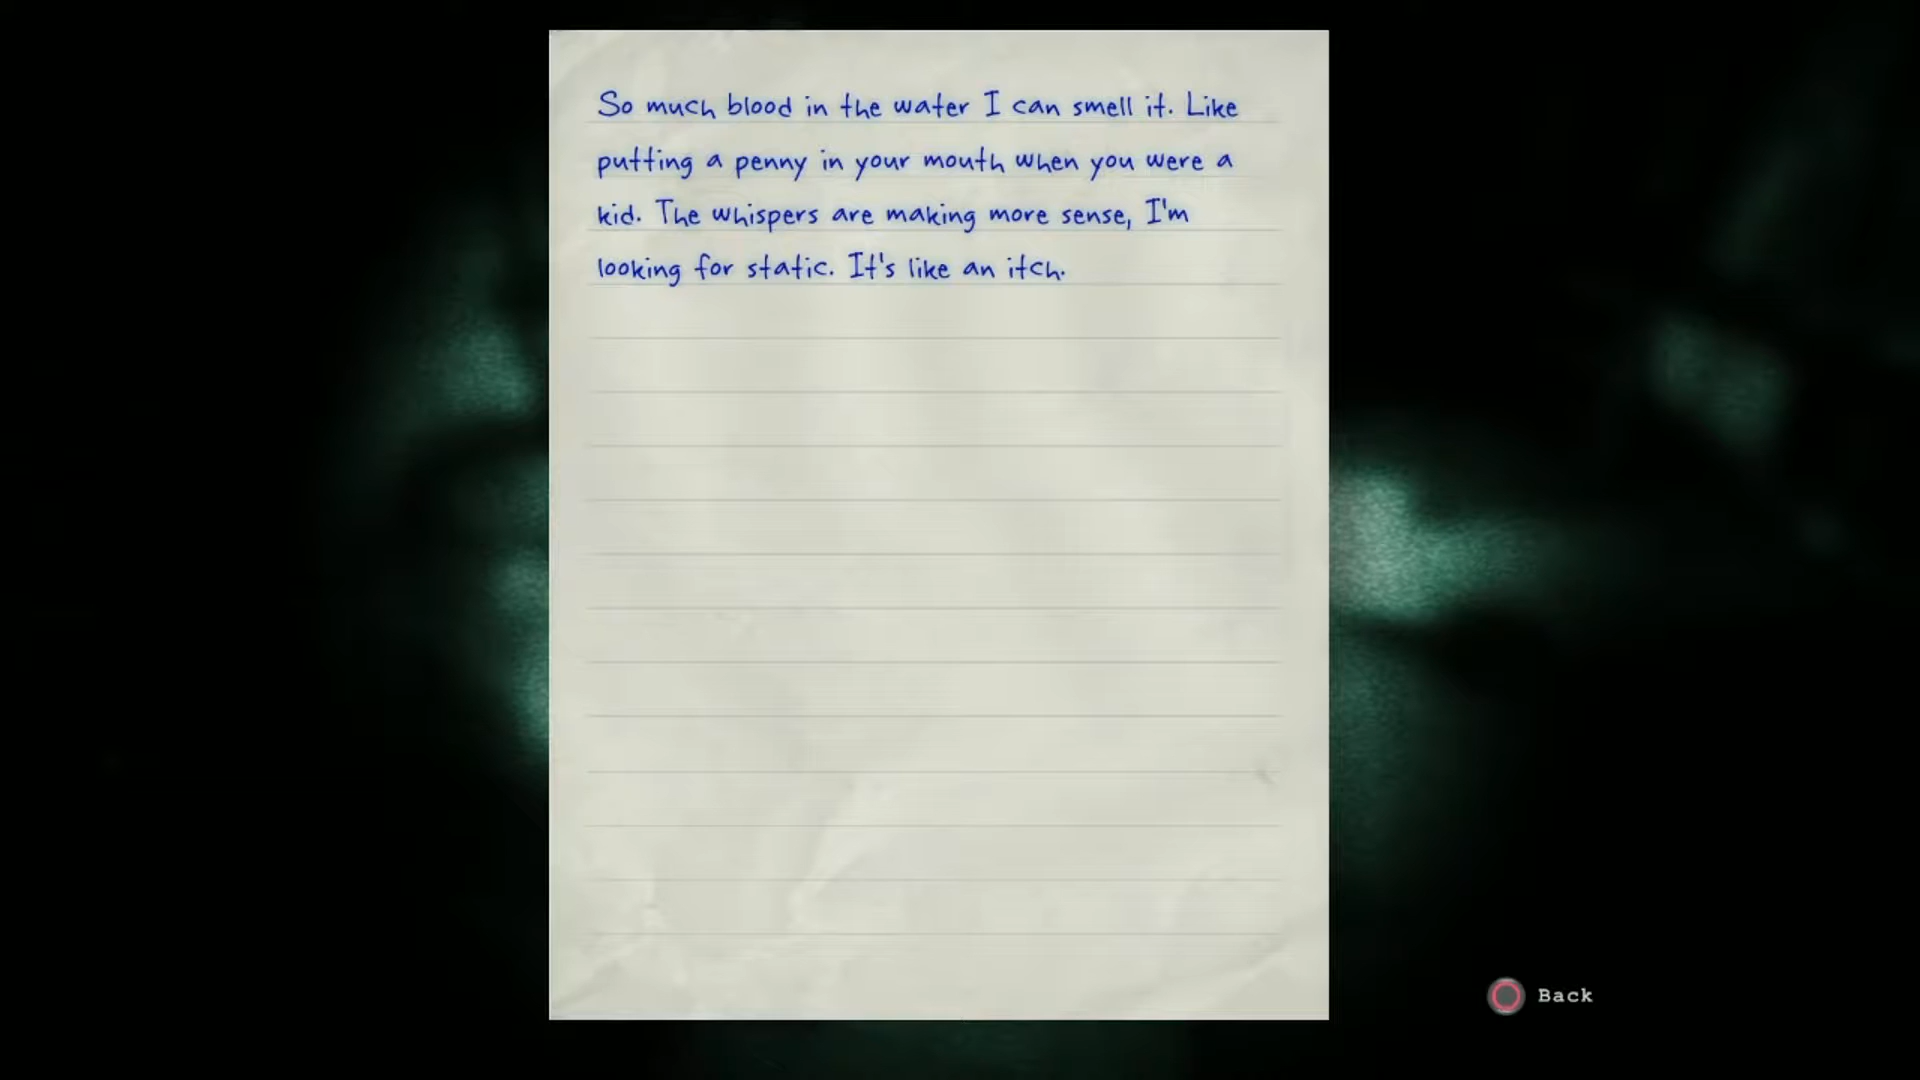 So much blood in the water I can smell it. Like
putting a penny in your mouth when you were a
kid. The whispers are making more sense, I'm
looking for static. It's like an itch.
Back